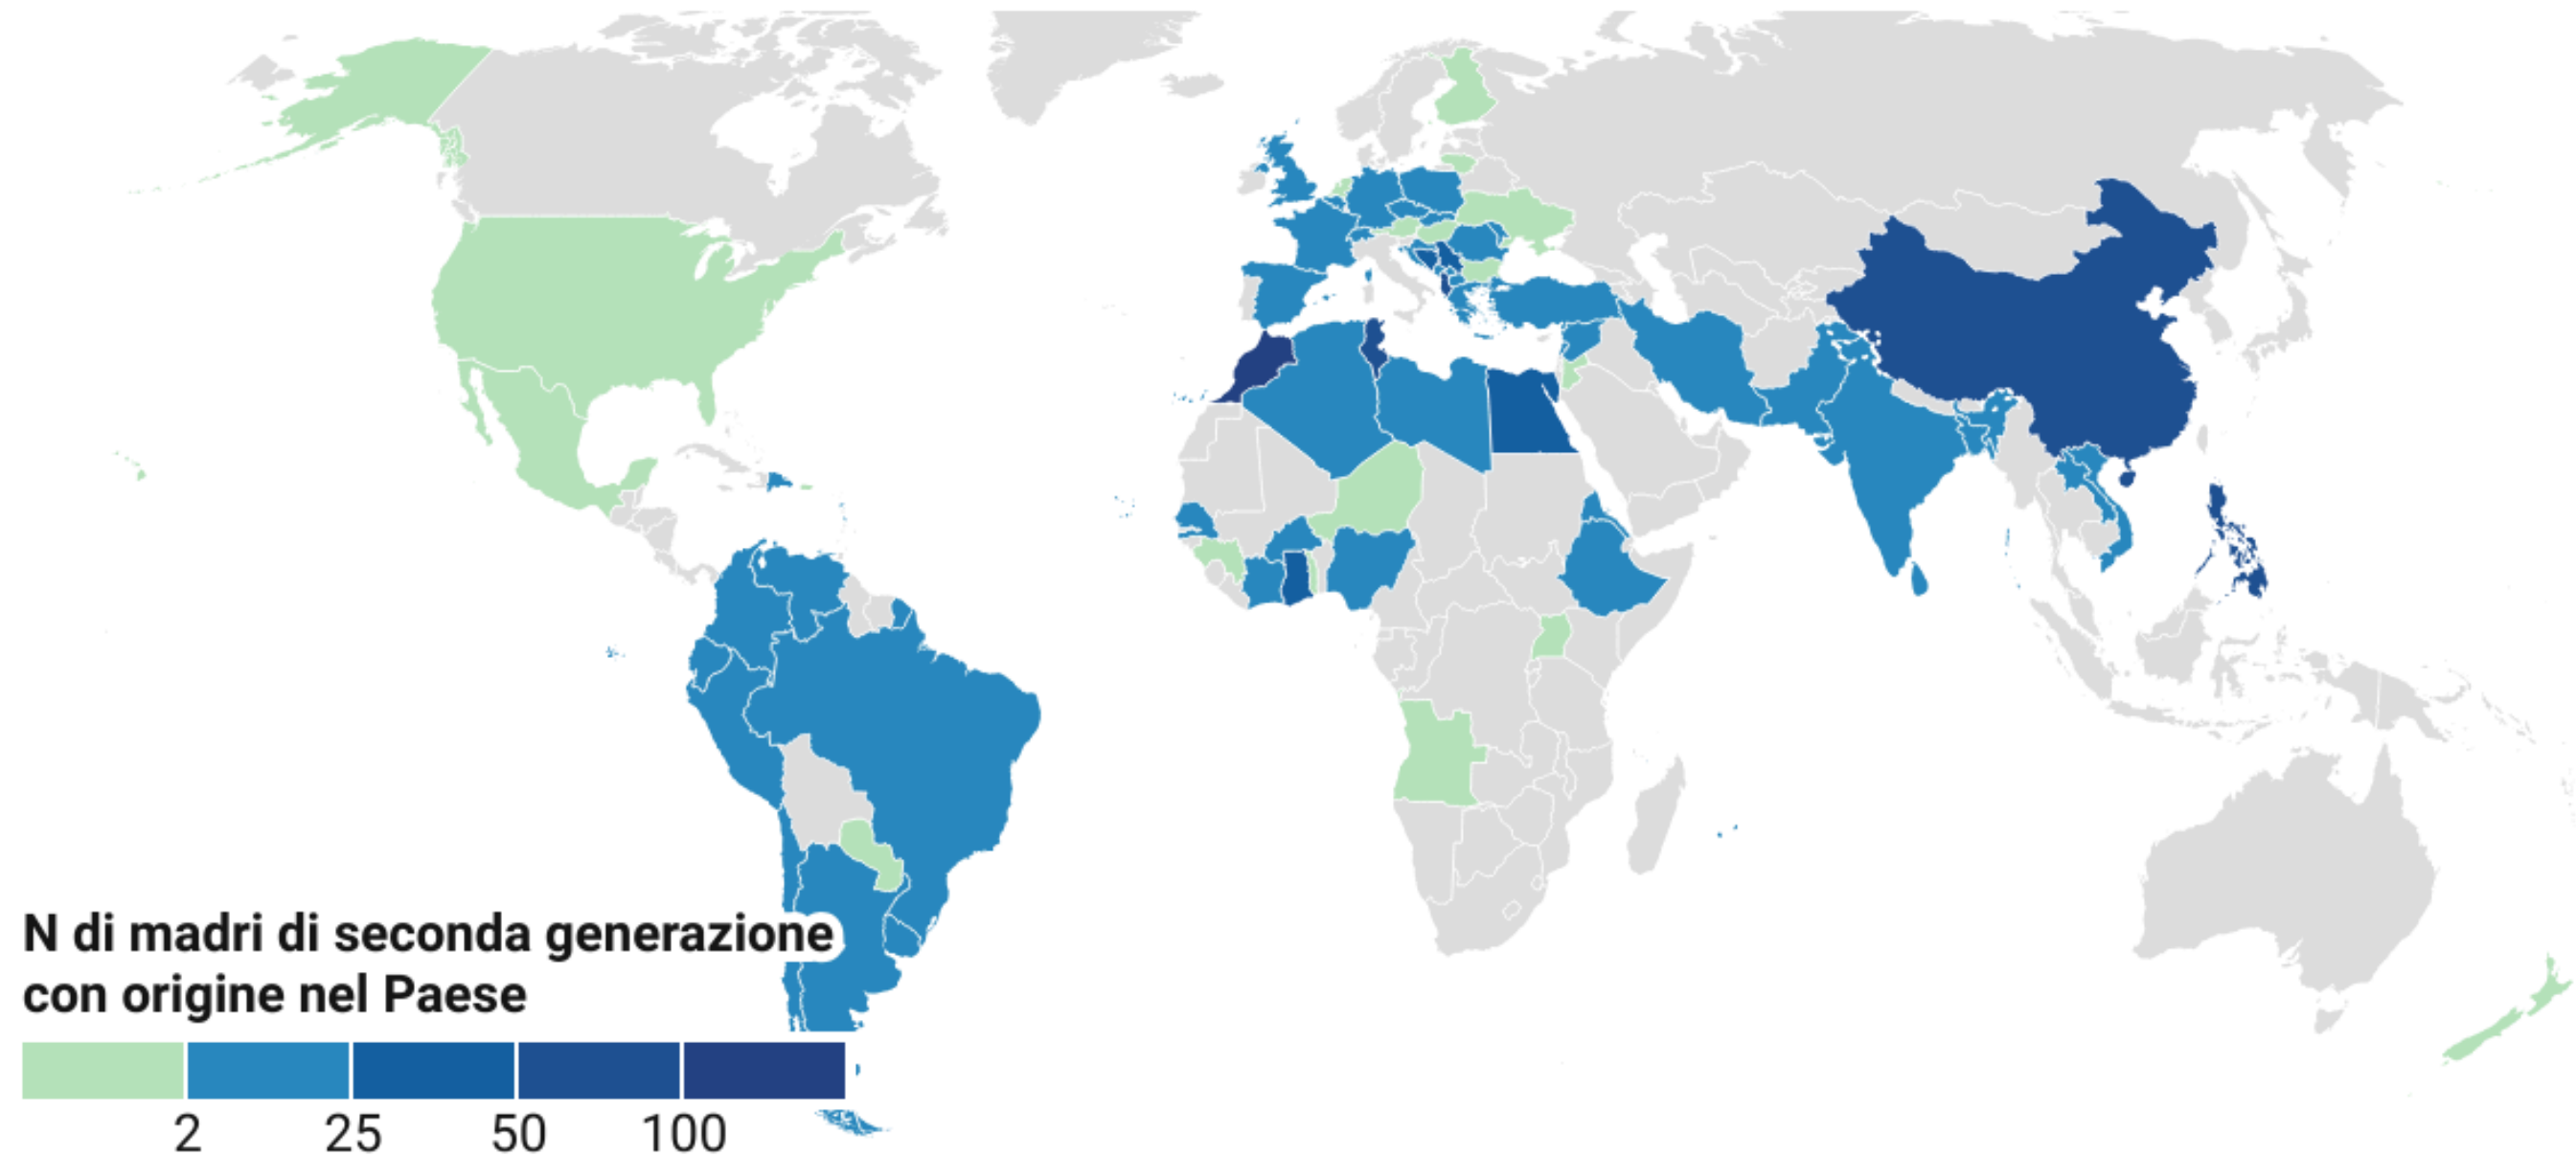 N di madri di seconda generazione
con origine nel Paese
2 25 50 100